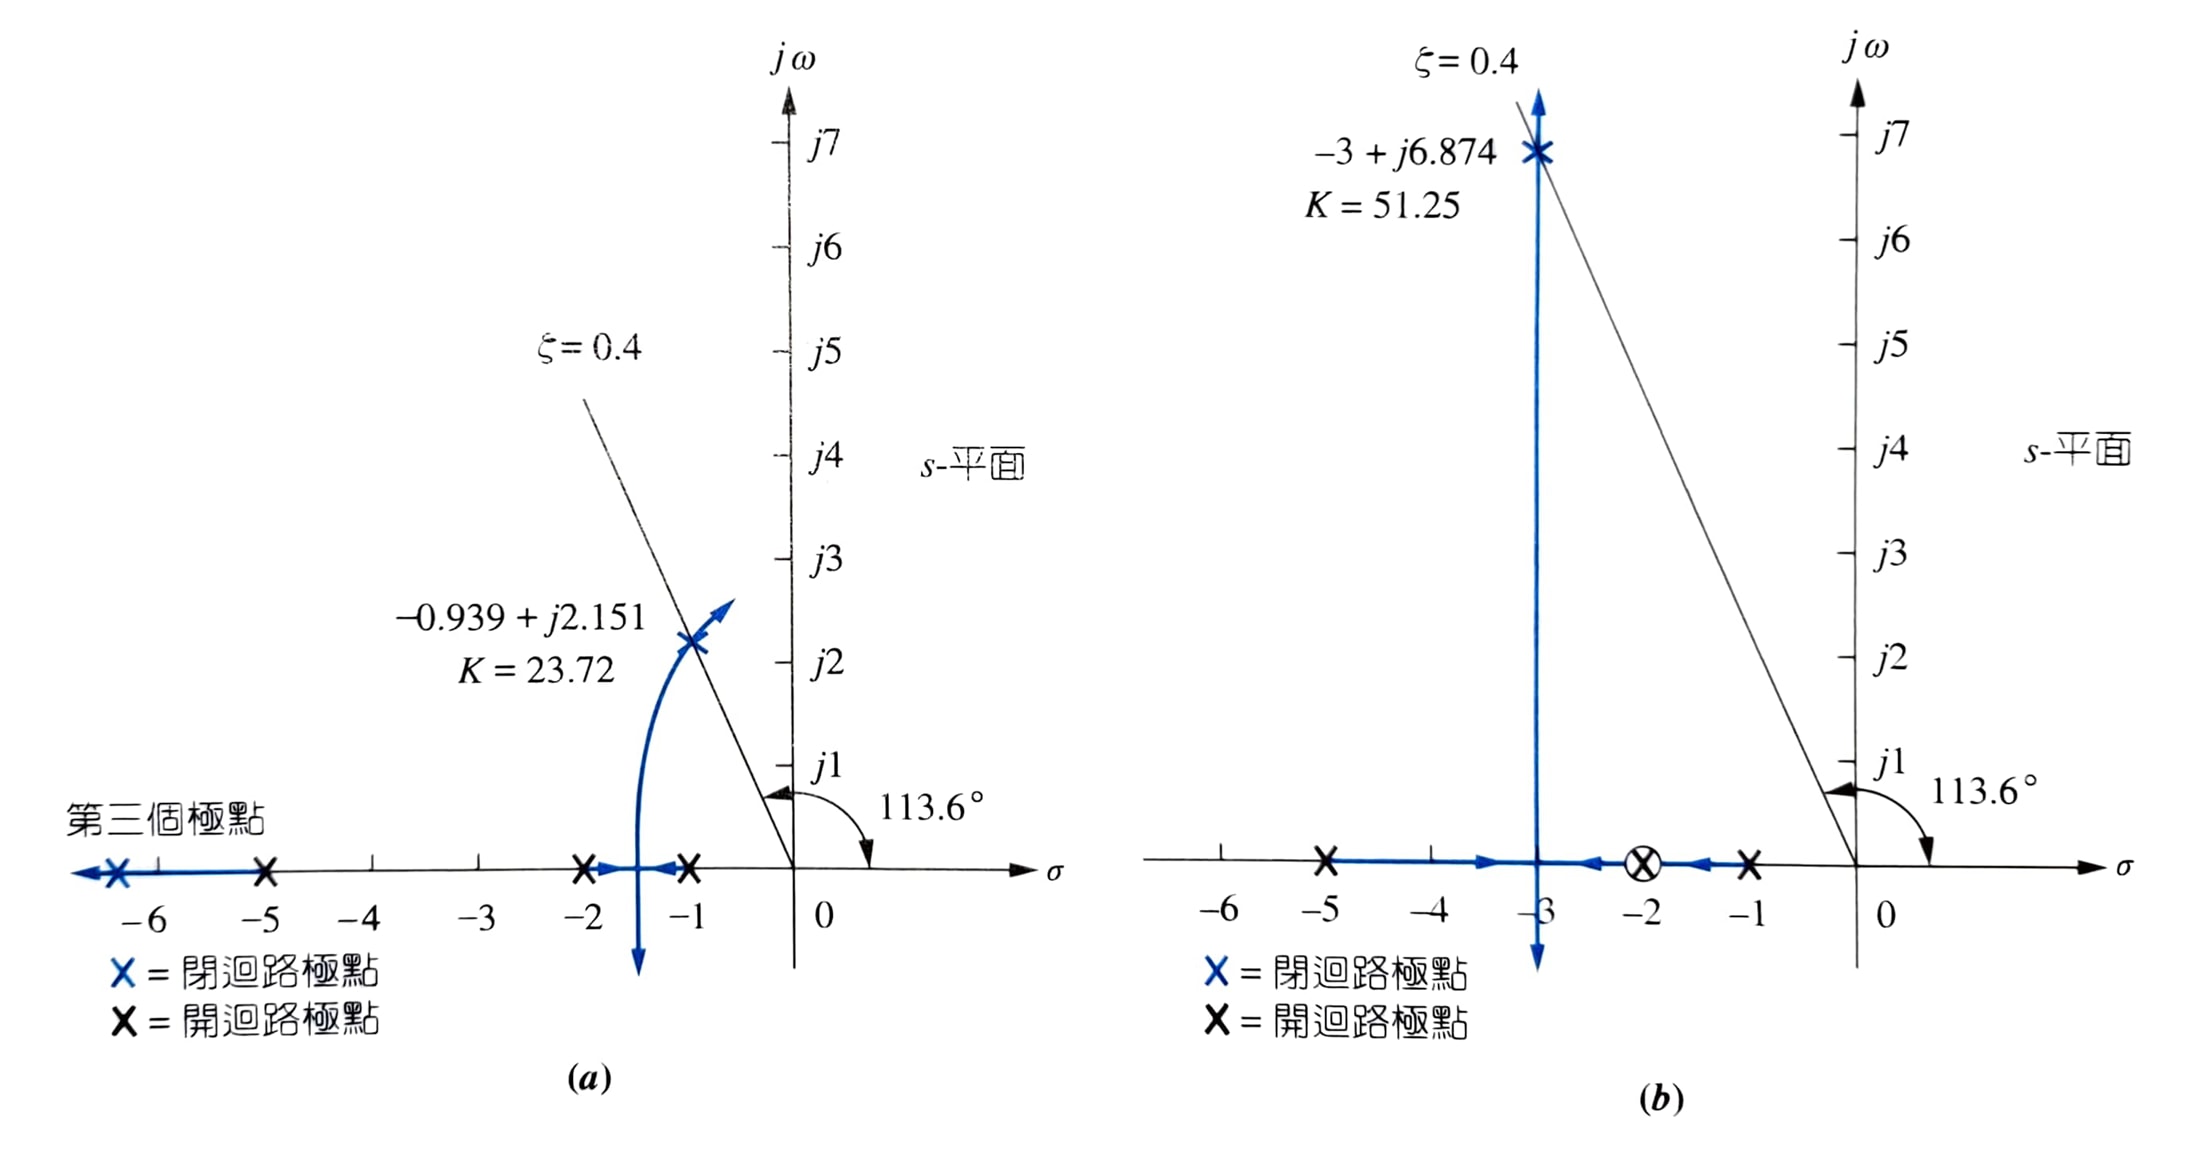 jω
j7
j6
ζ= 0.4
j5
j4
s-平面
j3
−0.939 + j2.151
K = 23.72
j2
j1
113.6°
第三個極點
σ
−6 −5 −4 −3 −2 −1 0
X = 閉迴路極點
X = 開迴路極點
(a)
jω
ζ= 0.4
j7
−3 + j6.874
K = 51.25
j6
j5
j4
s-平面
j3
j2
j1
113.6°
σ
−6 −5 −4 −3 −2 −1 0
X = 閉迴路極點
X = 開迴路極點
(b)